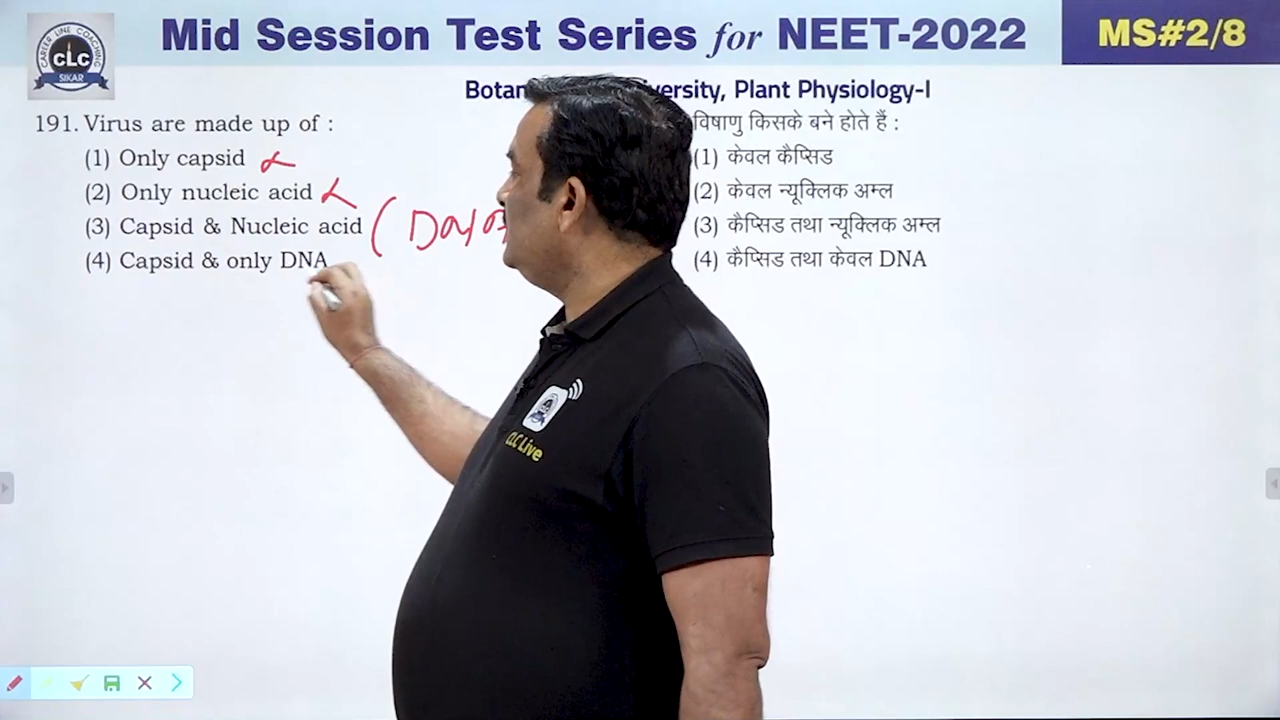 Mid Session Test Series for NEET-2022
MS#2/8
CAREER LINE COACHING
CLC
SIKAR
Plant Physiology-I
191. Virus are made up of :
(1) Only capsid
(2) Only nucleic acid
(3) Capsid & Nucleic acid
(4) Capsid & only DNA
विषाणु किसके बने होते हैं :
(1) केवल कैप्सिड
(2) केवल न्यूक्लिक अम्ल
(3) कैप्सिड तथा न्यूक्लिक अम्ल
(4) कैप्सिड तथा केवल DNA
CLC Live